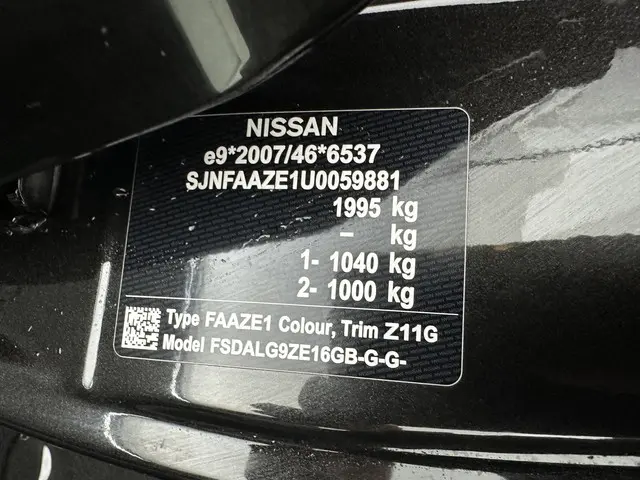 NISSAN
e9*2007/46*6537
SJNFAAZE1U0059881
1995 kg
– kg
1- 1040 kg
2- 1000 kg
Type FAAZE1 Colour, Trim Z11G
Model FSDALG9ZE16GB-G-G-